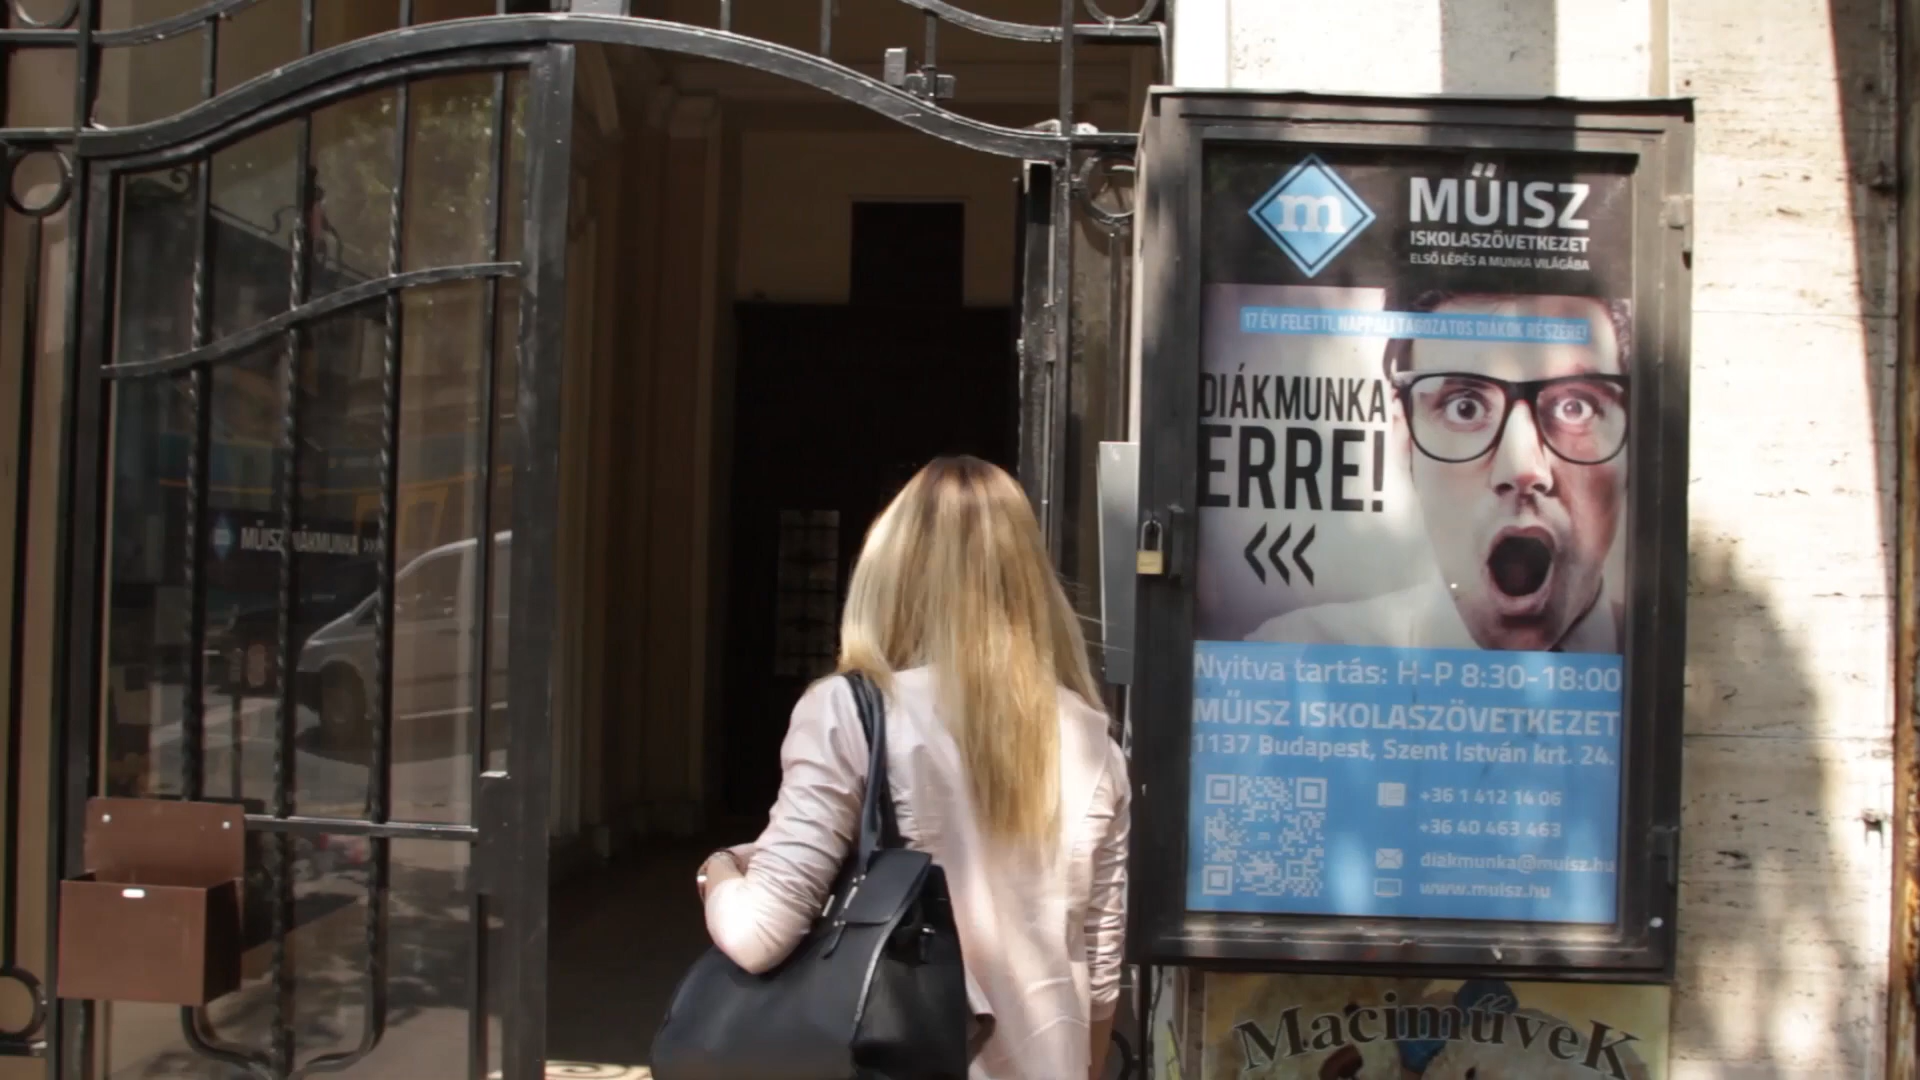 m
MŰISZ
ISKOLASZÖVETKEZET
ELSŐ LÉPÉS A MUNKA VILÁGÁBA
17 ÉV FELETTI, NAPPALI TAGOZATOS DIÁKOK RÉSZÉRE!
DIÁKMUNKA
ERRE!
<<<
Nyitva tartás: H-P 8:30-18:00
MŰISZ ISKOLASZÖVETKEZET
1137 Budapest, Szent István krt. 24.
+36 1 412 14 06
+36 40 463 463
diakmunka@muisz.hu
www.muisz.hu
MŰISZ DIÁKMUNKA >>>
Maciműves